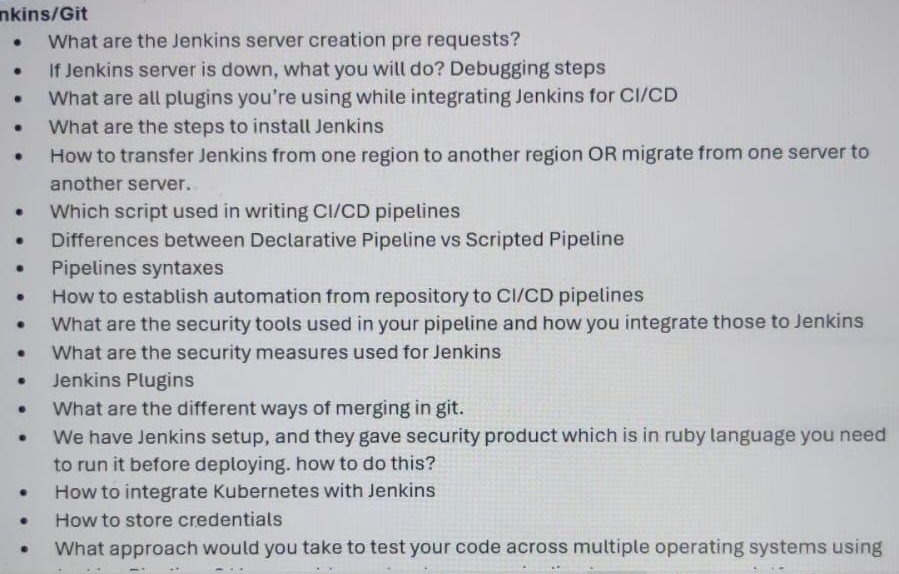 nkins/Git
• What are the Jenkins server creation pre requests?
• If Jenkins server is down, what you will do? Debugging steps
• What are all plugins you're using while integrating Jenkins for CI/CD
• What are the steps to install Jenkins
• How to transfer Jenkins from one region to another region OR migrate from one server to
another server.
• Which script used in writing CI/CD pipelines
• Differences between Declarative Pipeline vs Scripted Pipeline
• Pipelines syntaxes
• How to establish automation from repository to CI/CD pipelines
• What are the security tools used in your pipeline and how you integrate those to Jenkins
• What are the security measures used for Jenkins
• Jenkins Plugins
• What are the different ways of merging in git.
• We have Jenkins setup, and they gave security product which is in ruby language you need
to run it before deploying. how to do this?
• How to integrate Kubernetes with Jenkins
• How to store credentials
• What approach would you take to test your code across multiple operating systems using